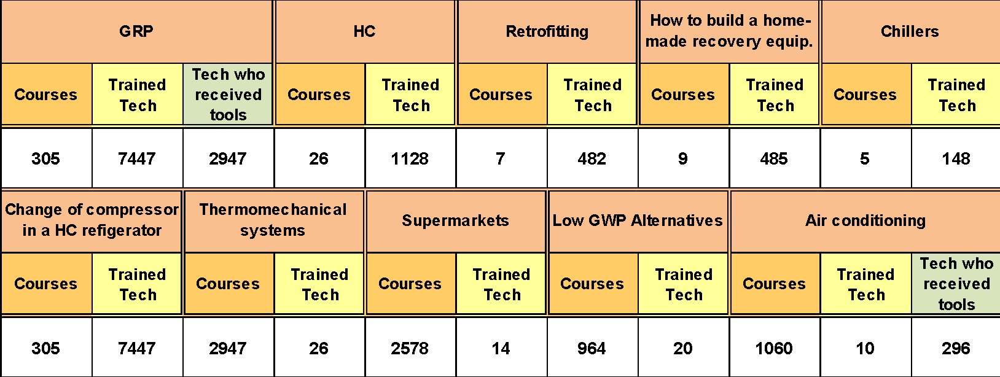 GRP
HC
Retrofitting
How to build a home-
made recovery equip.
Chillers
Courses
Trained
Tech
Tech who
received
tools
Courses
Trained
Tech
Courses
Trained
Tech
Courses
Trained
Tech
Courses
Trained
Tech
305
7447
2947
26
1128
7
482
9
485
5
148
Change of compressor
in a HC refigerator
Thermomechanical
systems
Supermarkets
Low GWP Alternatives
Air conditioning
Courses
Trained
Tech
Courses
Trained
Tech
Courses
Trained
Tech
Courses
Trained
Tech
Courses
Trained
Tech
Tech who
received
tools
305
7447
2947
26
2578
14
964
20
1060
10
296